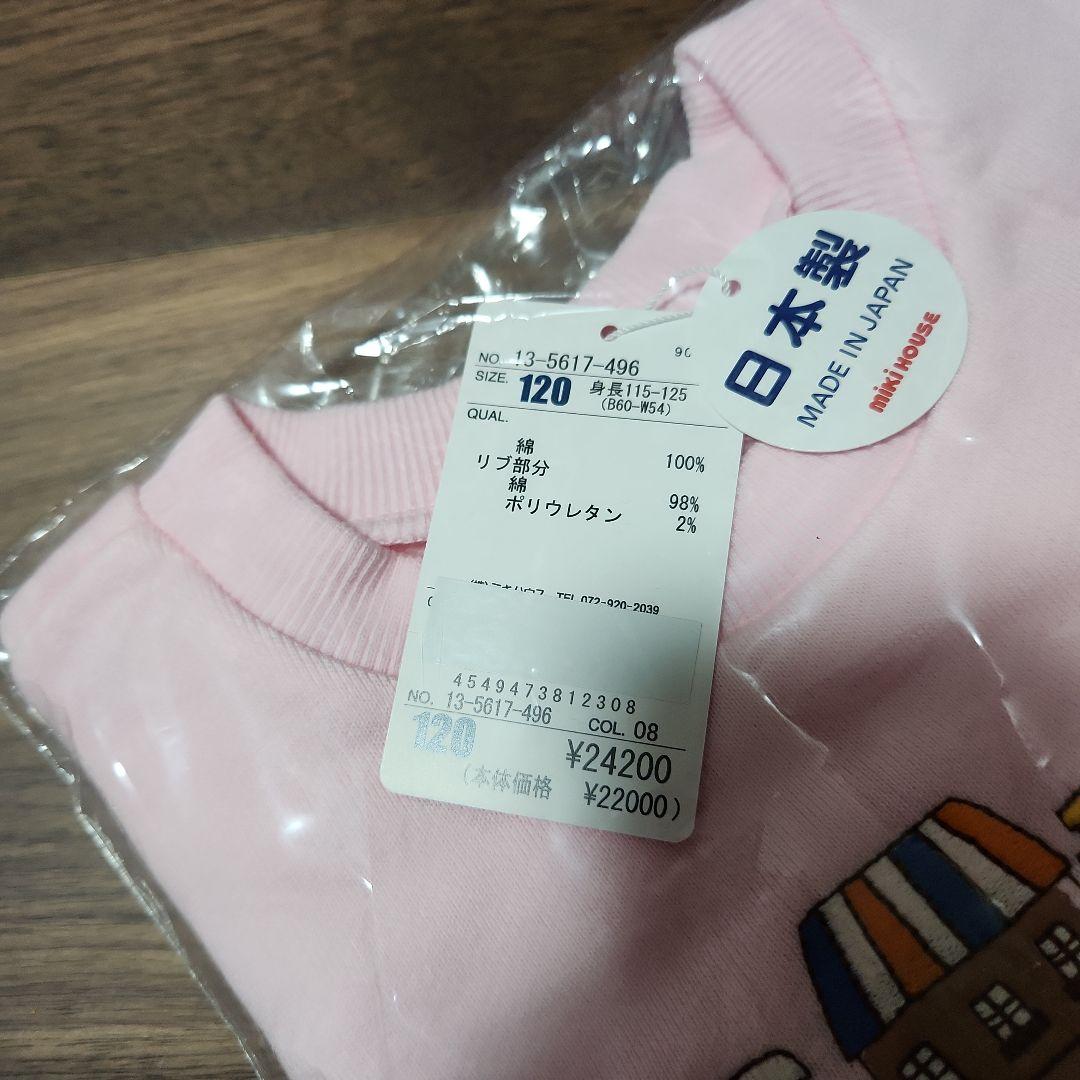 日本製
MADE IN JAPAN
miki HOUSE
NO. 13-5617-496
SIZE. 120 身長115-125
(B60-W54)
QUAL.
綿 100%
リブ部分
綿 98%
ポリウレタン 2%
TEL 072-920-2039
4549473812308
NO. 13-5617-496 COL. 08
120
¥24200
(本体価格 ¥22000)